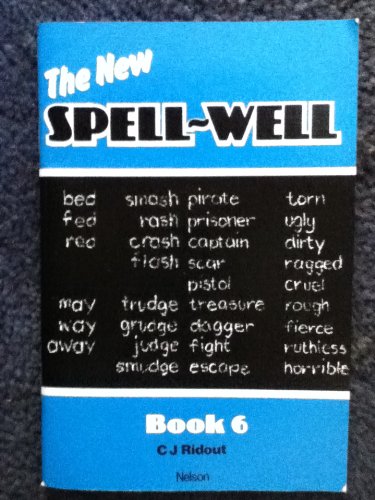 The New
SPELL~WELL
bed smash pirate torn
fed rash prisoner ugly
red crash captain dirty
flash scar ragged
pistol cruel
may trudge treasure rough
way grudge dagger fierce
away judge fight ruthless
smudge escape horrible
Book 6
C J Ridout
Nelson